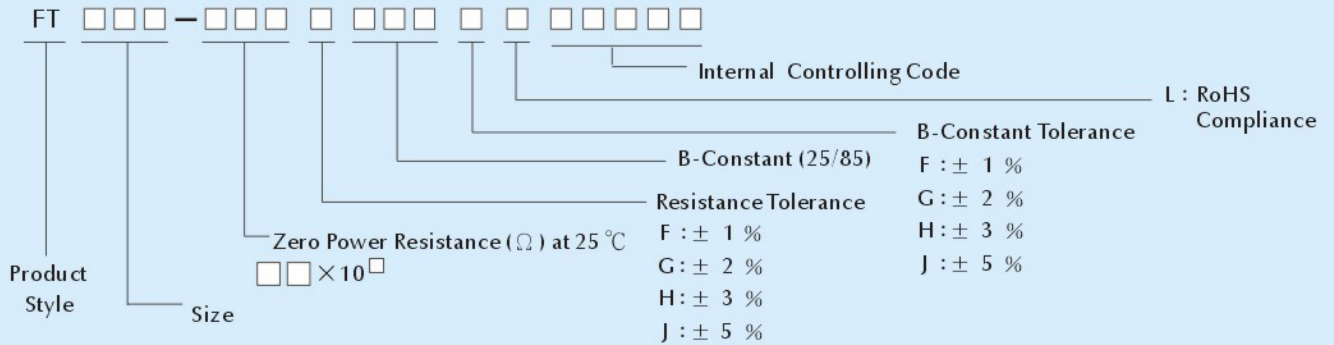 FT □□□-□□□ □ □□□ □ □ □□□□□
Internal Controlling Code
L : RoHS
Compliance
B-Constant Tolerance
F : ± 1 %
G : ± 2 %
H : ± 3 %
J : ± 5 %
B-Constant (25/85)
Resistance Tolerance
F : ± 1 %
G : ± 2 %
H : ± 3 %
J : ± 5 %
Zero Power Resistance (Ω) at 25 ℃
□□×10□
Product
Style
Size